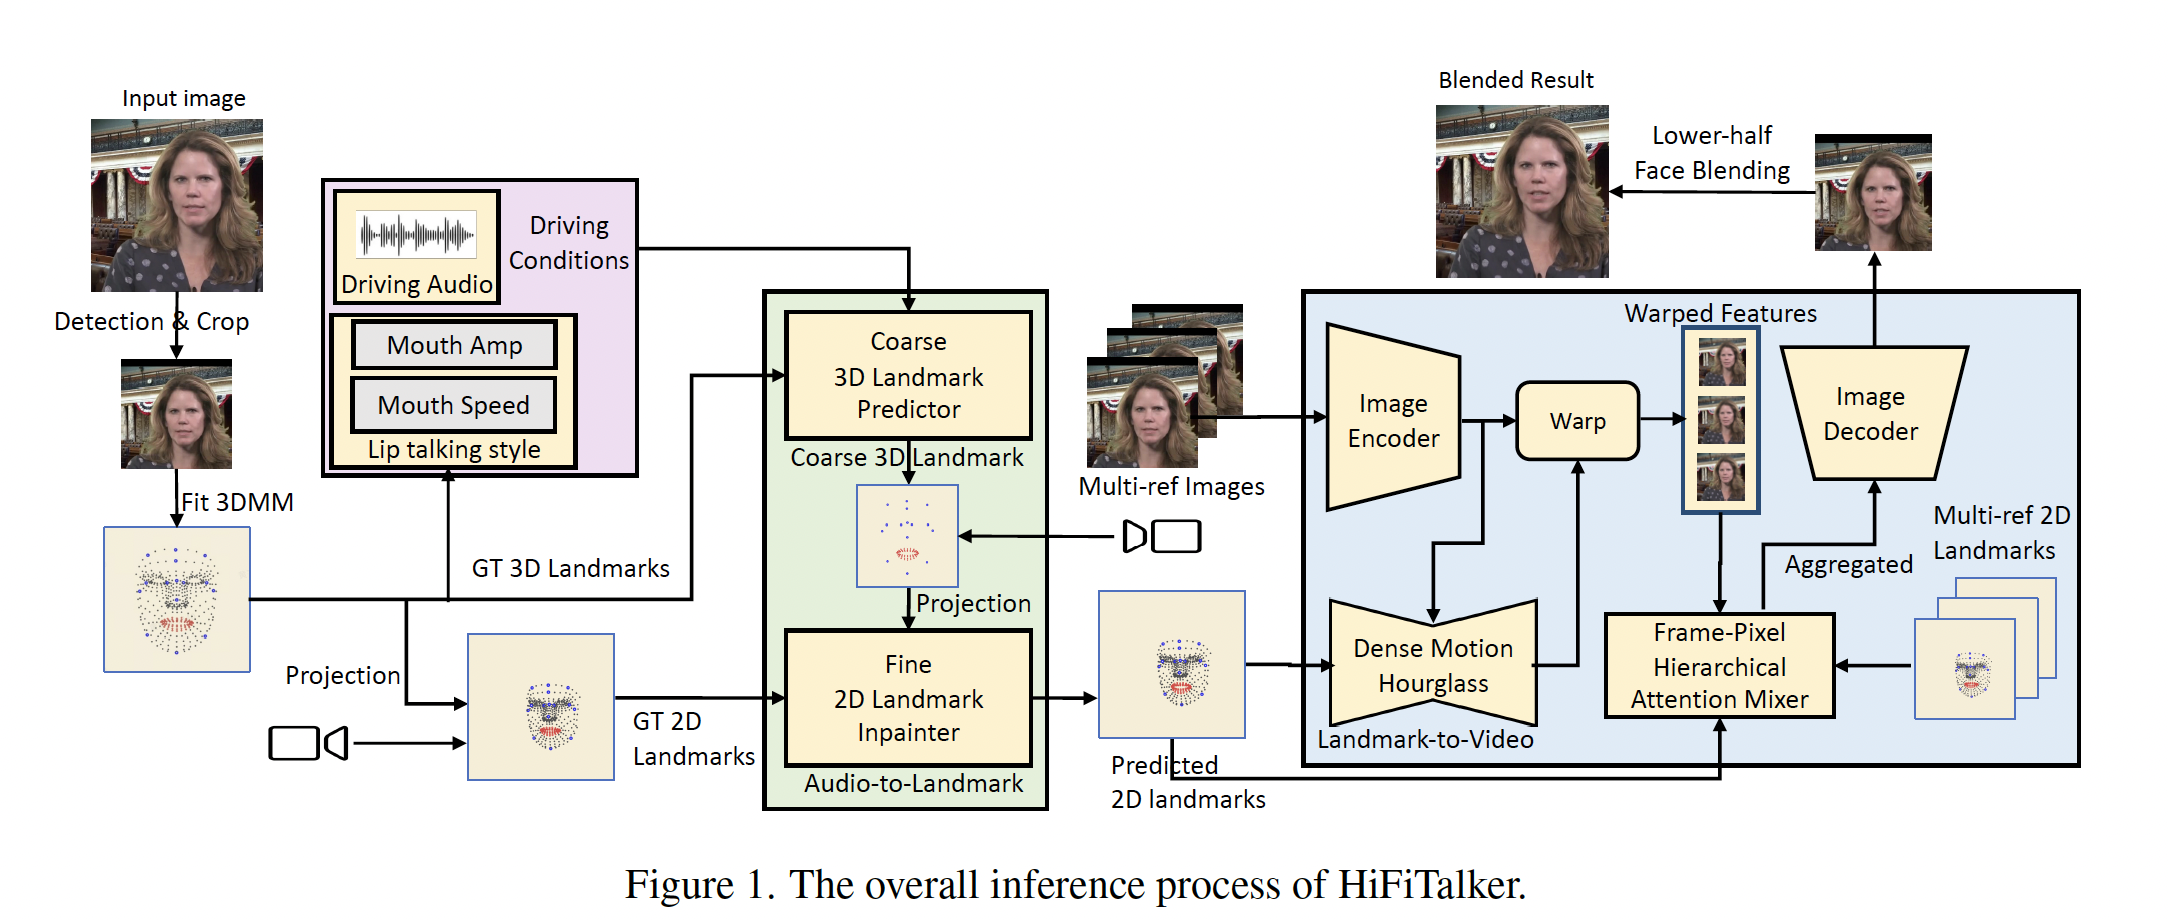 Input image
Detection & Crop
Fit 3DMM
Driving Audio
Driving
Conditions
Mouth Amp
Mouth Speed
Lip talking style
GT 3D Landmarks
Projection
GT 2D
Landmarks
Coarse
3D Landmark
Predictor
Coarse 3D Landmark
Projection
Fine
2D Landmark
Inpainter
Audio-to-Landmark
Multi-ref Images
Predicted
2D landmarks
Image
Encoder
Warp
Warped Features
Dense Motion
Hourglass
Landmark-to-Video
Frame-Pixel
Hierarchical
Attention Mixer
Aggregated
Multi-ref 2D
Landmarks
Image
Decoder
Lower-half
Face Blending
Blended Result
Figure 1. The overall inference process of HiFiTalker.